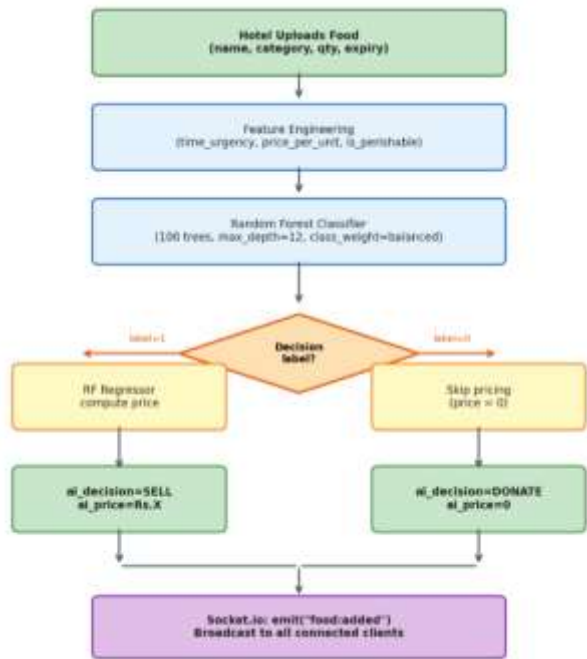 Hotel Uploads Food
(name, category, qty, expiry)
Feature Engineering
(time_urgency, price_per_unit, is_perishable)
Random Forest Classifier
(100 trees, max_depth=12, class_weight=balanced)
Decision
label?
label=1
label=0
RF Regressor
compute price
Skip pricing
(price = 0)
ai_decision=SELL
ai_price=Rs.X
ai_decision=DONATE
ai_price=0
Socket.io: emit("food:added")
Broadcast to all connected clients